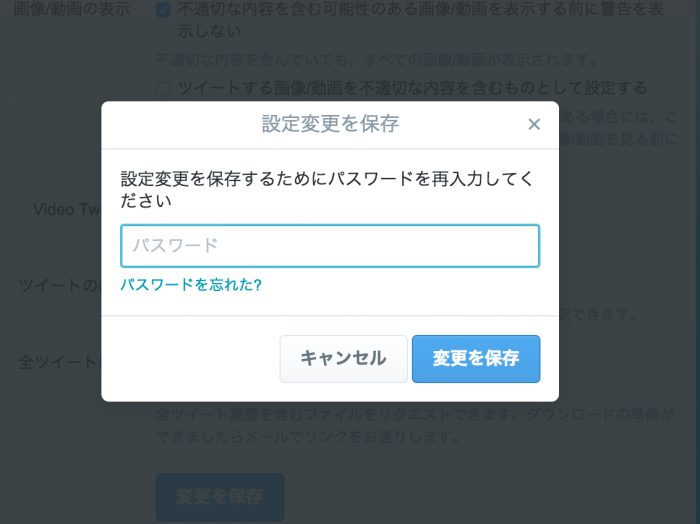 画像/動画の表示
不適切な内容を含む可能性のある画像/動画を表示する前に警告を表
示しない
不適切な内容を含んでいても、すべての画像/動画が表示されます。
ツイートする画像/動画を不適切な内容を含むものとして設定する
ある場合には、こ
像/動画を見る前に
設定変更を保存
×
設定変更を保存するためにパスワードを再入力してく
ださい
パスワード
パスワードを忘れた?
キャンセル
変更を保存
Video Tw
ツイートの
択できます。
全ツイート
全ツイート履歴を含むファイルをリクエストできます。ダウンロードの準備が
できましたらメールでリンクをお送りします。
変更を保存